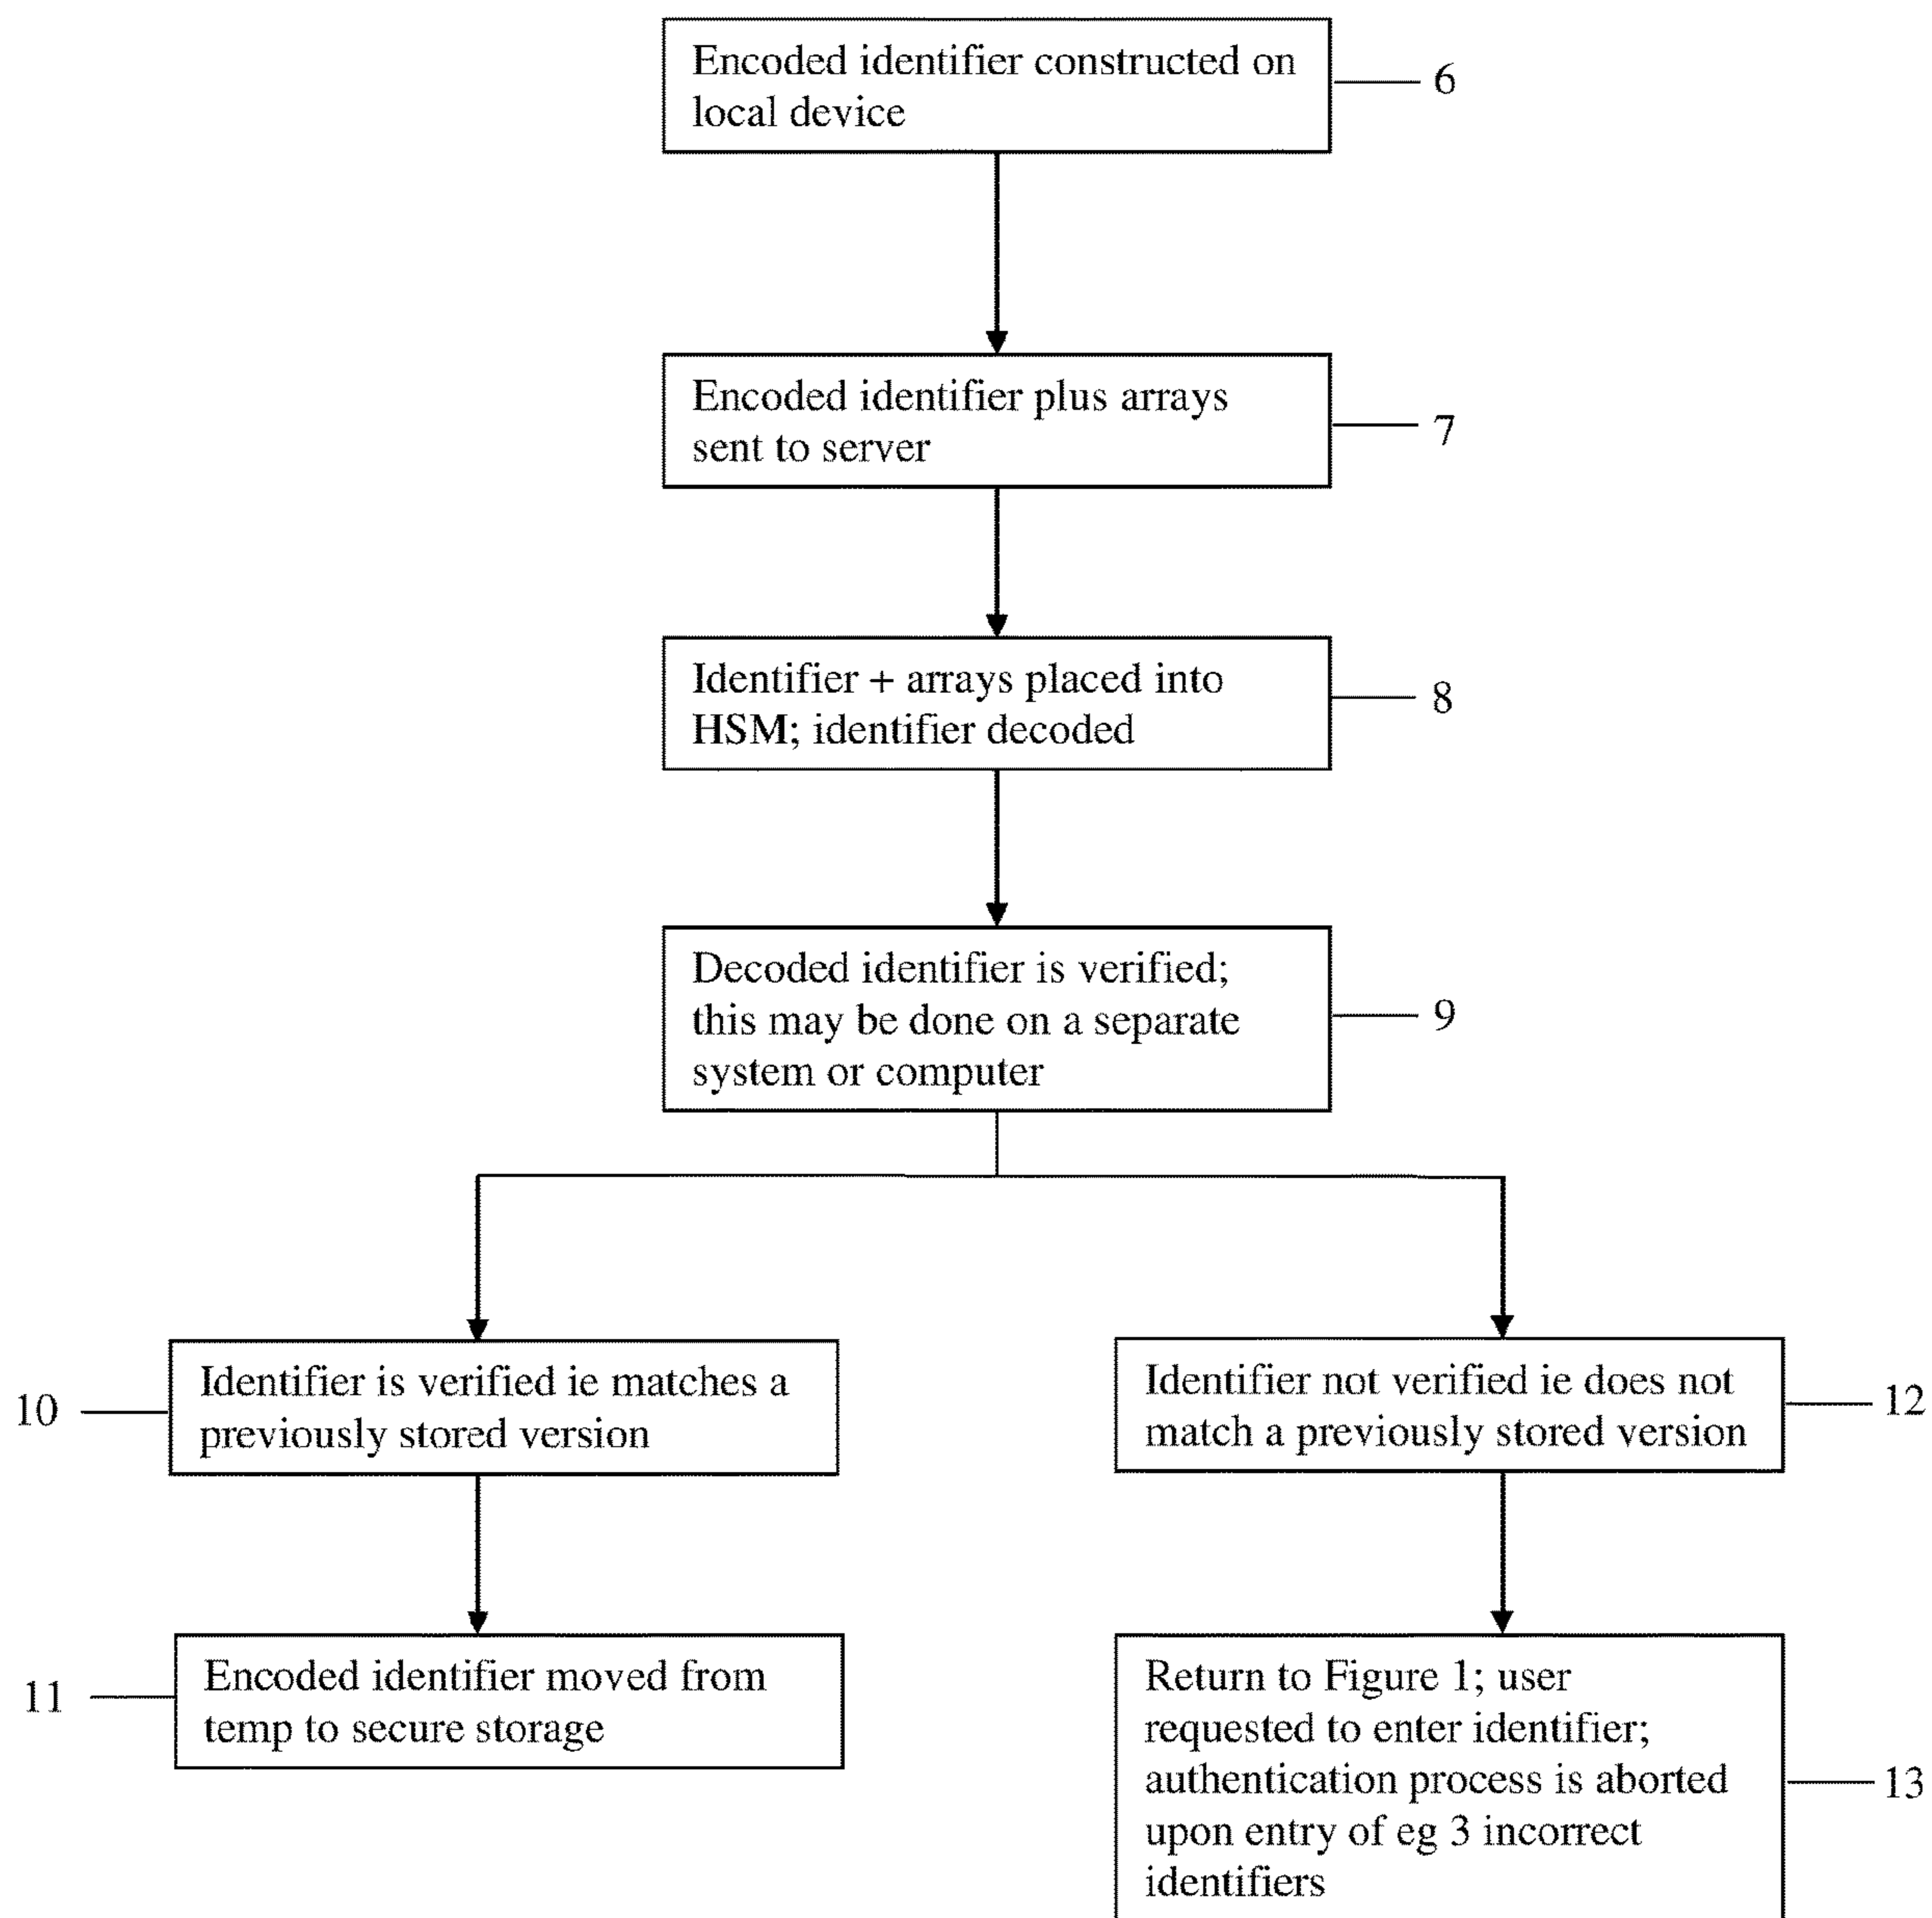 Encoded identifier constructed on
local device
6
Encoded identifier plus arrays
sent to server
7
Identifier + arrays placed into
HSM; identifier decoded
8
Decoded identifier is verified;
this may be done on a separate
system or computer
9
10
Identifier is verified ie matches a
previously stored version
Identifier not verified ie does not
match a previously stored version
12
11
Encoded identifier moved from
temp to secure storage
Return to Figure 1; user
requested to enter identifier;
authentication process is aborted
upon entry of eg 3 incorrect
identifiers
13